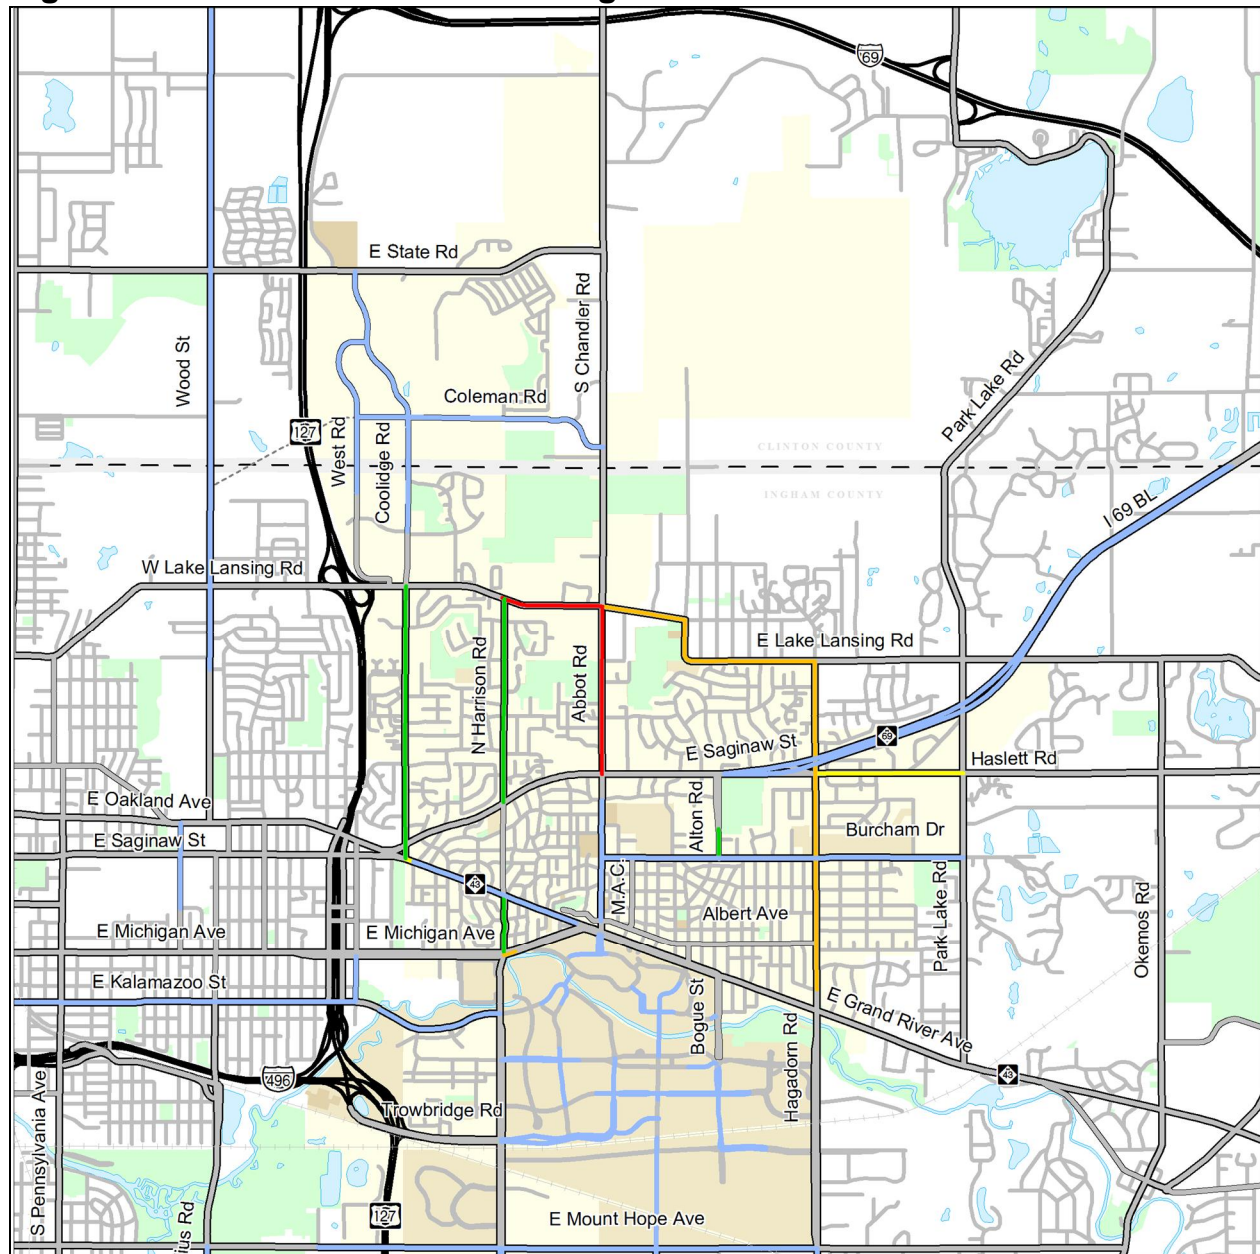 69
E State Rd
S Chandler Rd
Wood St
Coleman Rd
Park Lake Rd
127
West Rd
Coolidge Rd
CLINTON COUNTY
INGHAM COUNTY
I 69 BL
W Lake Lansing Rd
E Lake Lansing Rd
N Harrison Rd
Abbot Rd
E Saginaw St
69
Haslett Rd
E Oakland Ave
Alton Rd
Burcham Dr
E Saginaw St
43
M.A.C.
Albert Ave
Park Lake Rd
Okemos Rd
E Michigan Ave
E Michigan Ave
E Kalamazoo St
Bogue St
Hagadorn Rd
E Grand River Ave
43
496
S Pennsylvania Ave
Trowbridge Rd
127
E Mount Hope Ave
ius Rd